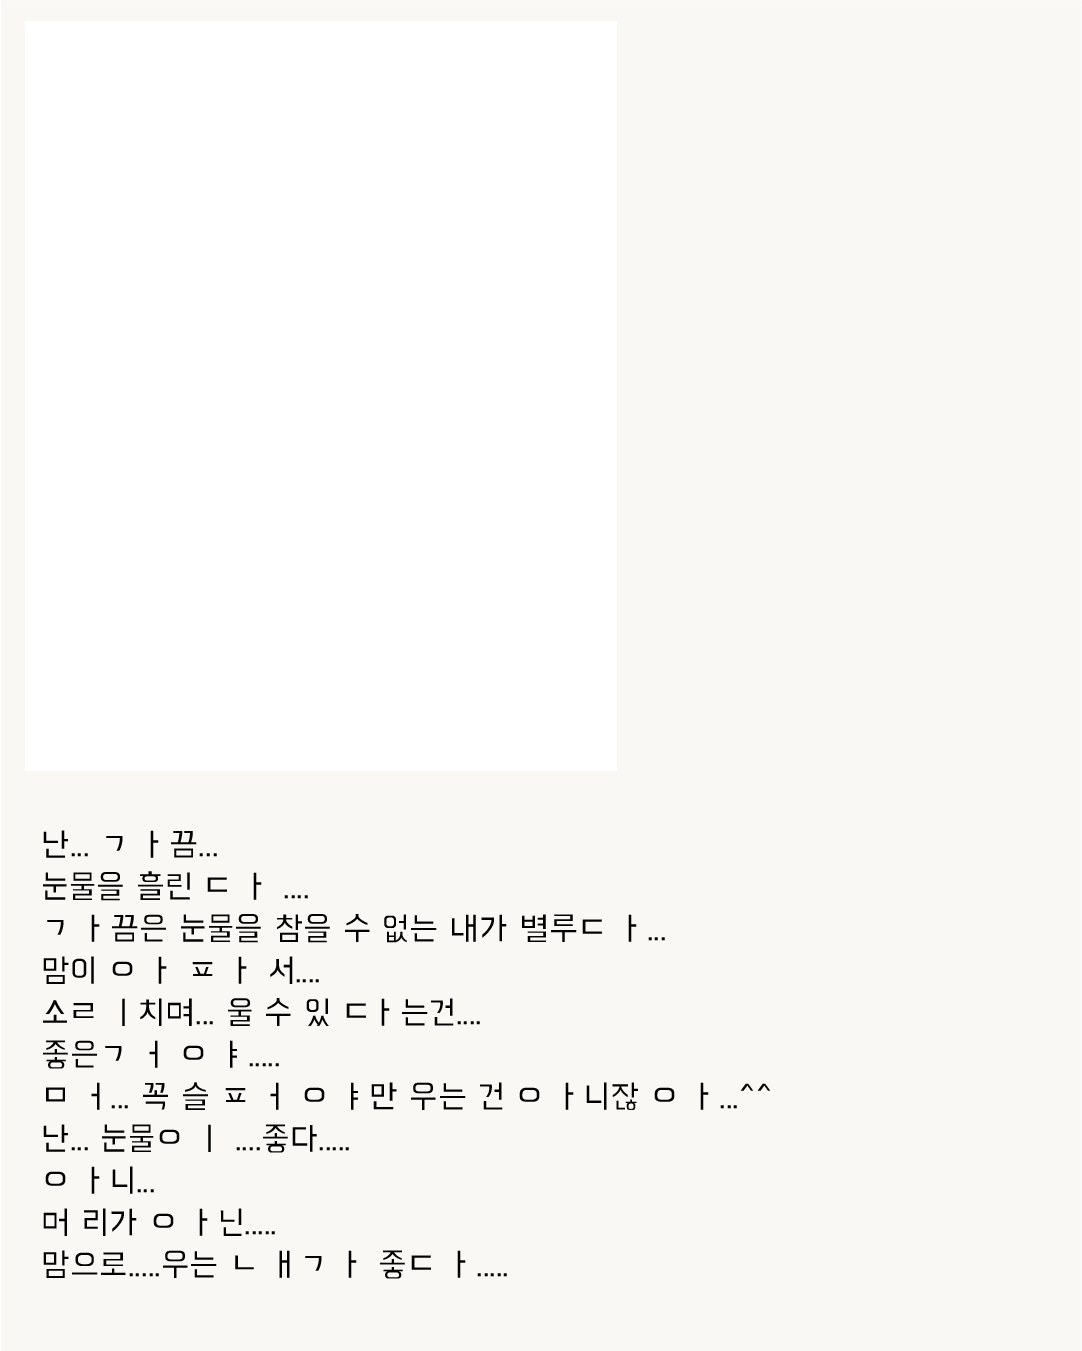 난... ㄱ ㅏ끔...
눈물을 흘린 ㄷ ㅏ ....
ㄱ ㅏ끔은 눈물을 참을 수 없는 내가 별루ㄷ ㅏ...
맘이 ㅇ ㅏ ㅍ ㅏ 서....
소ㄹ ㅣ치며... 울 수 있 ㄷㅏ는건....
좋은ㄱ ㅓ ㅇ ㅑ.....
ㅁ ㅓ... 꼭 슬 ㅍ ㅓ ㅇ ㅑ만 우는 건 ㅇ ㅏ니잖 ㅇ ㅏ...^^
난... 눈물ㅇ ㅣ ....좋다.....
ㅇ ㅏ니...
머 리가 ㅇ ㅏ닌.....
맘으로.....우는 ㄴ ㅐㄱ ㅏ 좋ㄷ ㅏ.....